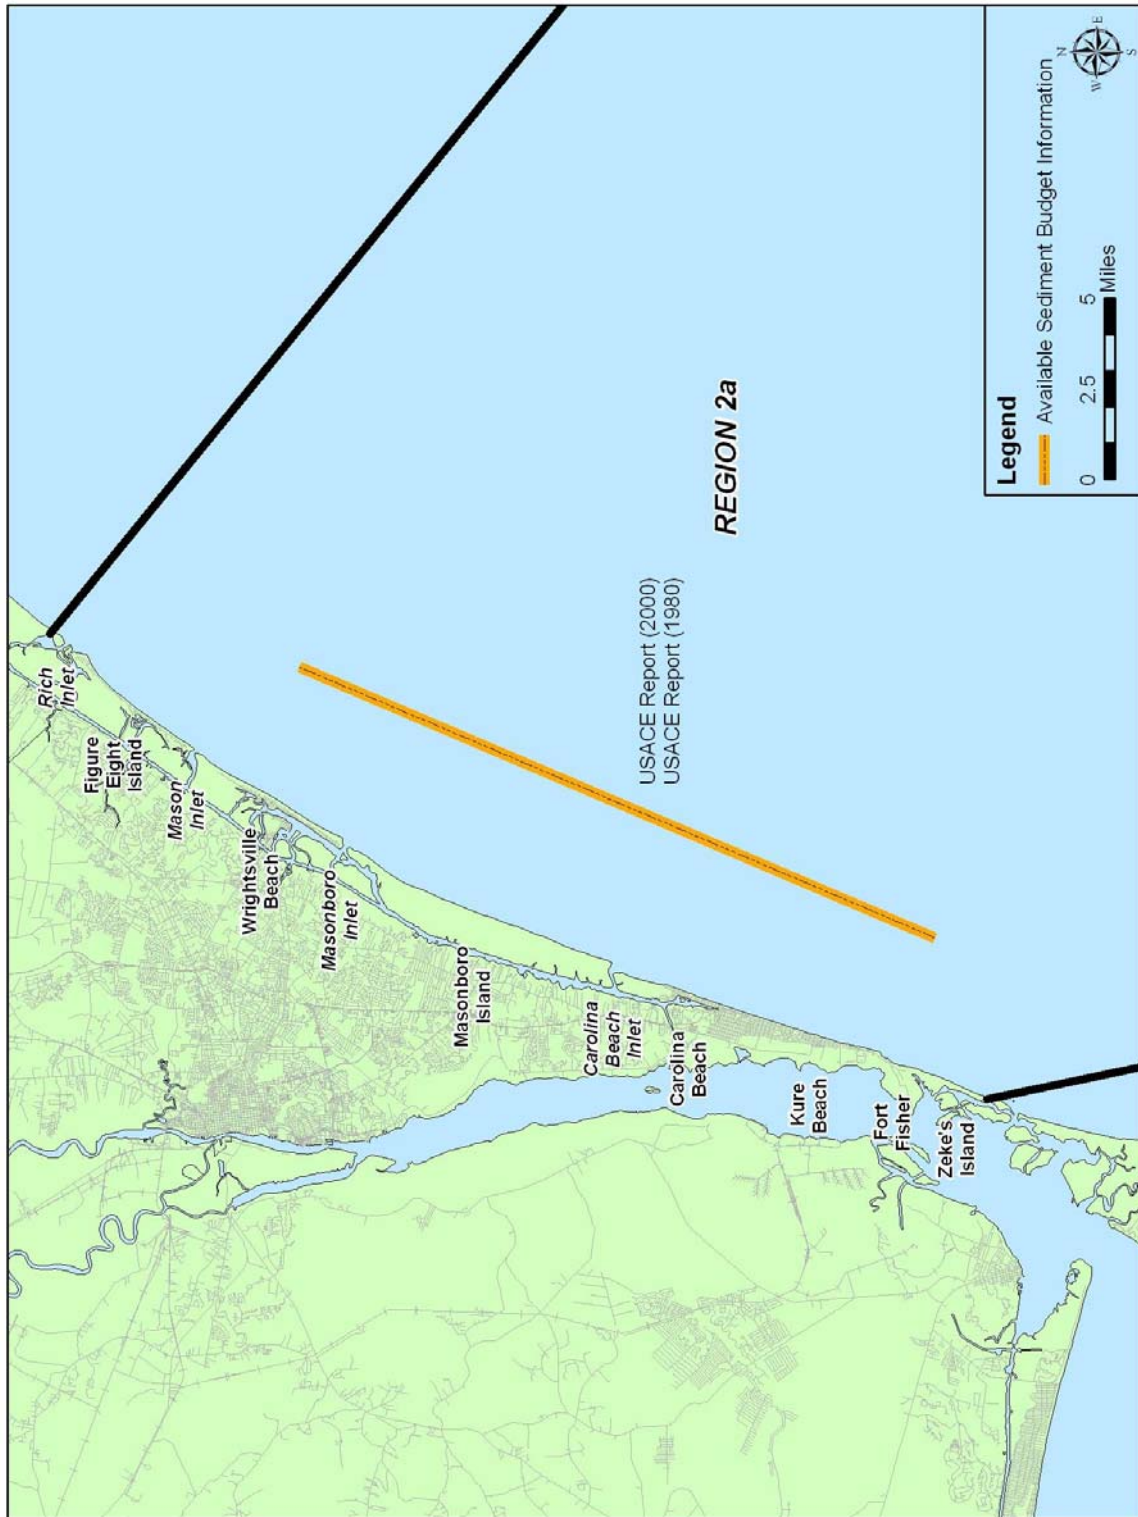 Rich
Inlet
Figure
Eight
Island
Mason
Inlet
Wrightsville
Beach
Masonboro
Inlet
Masonboro
Island
Carolina
Beach
Inlet
Carolina
Beach
Kure
Beach
Fort
Fisher
Zeke's
Island
USACE Report (2000)
USACE Report (1980)
REGION 2a
Legend
Available Sediment Budget Information
0 2.5 5
Miles
N
W E
S